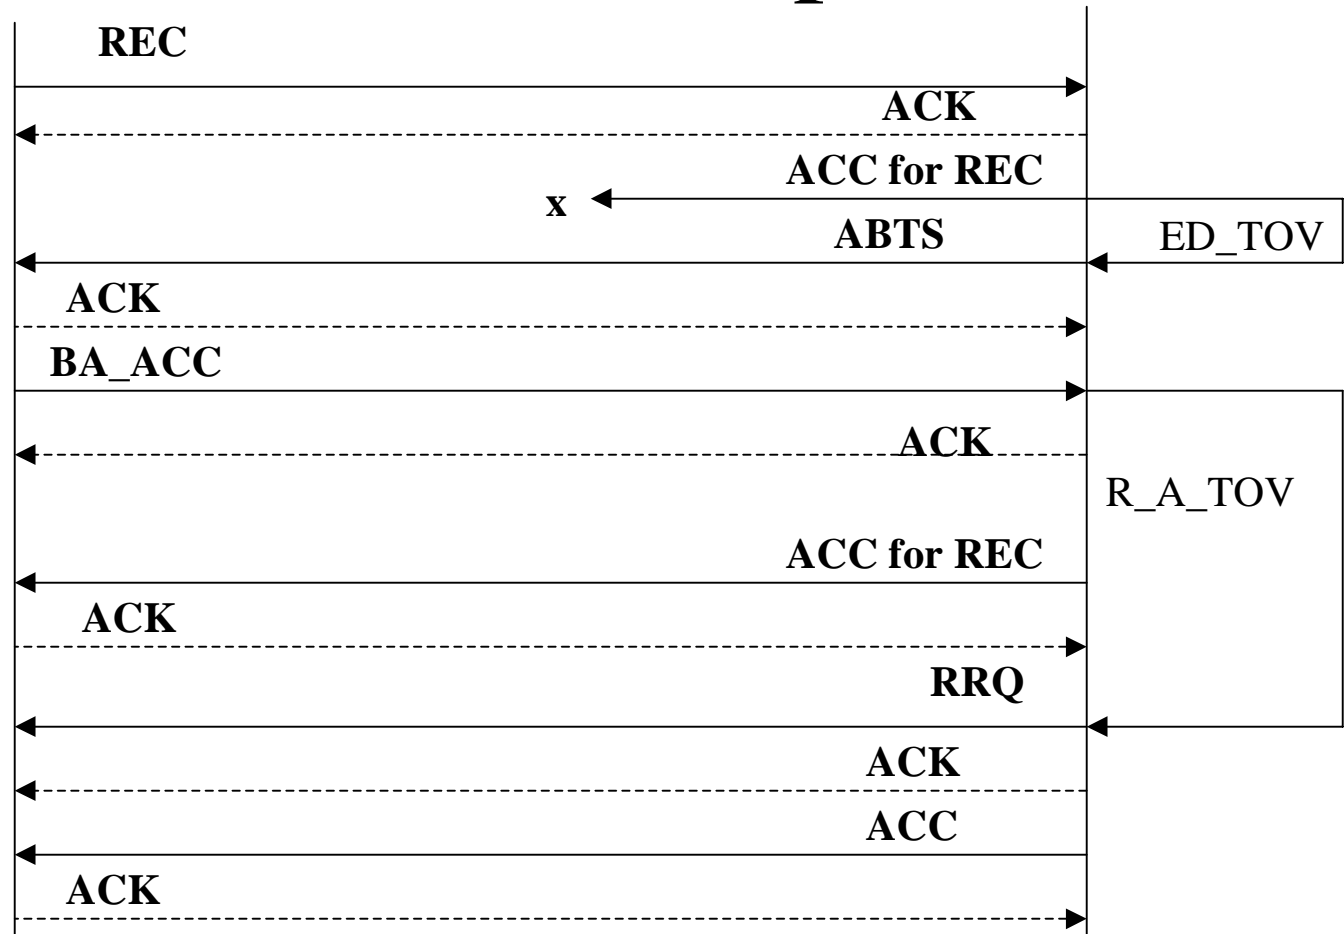 REC
ACK
ACC for REC
x
ABTS
ED_TOV
ACK
BA_ACC
ACK
R_A_TOV
ACC for REC
ACK
RRQ
ACK
ACC
ACK